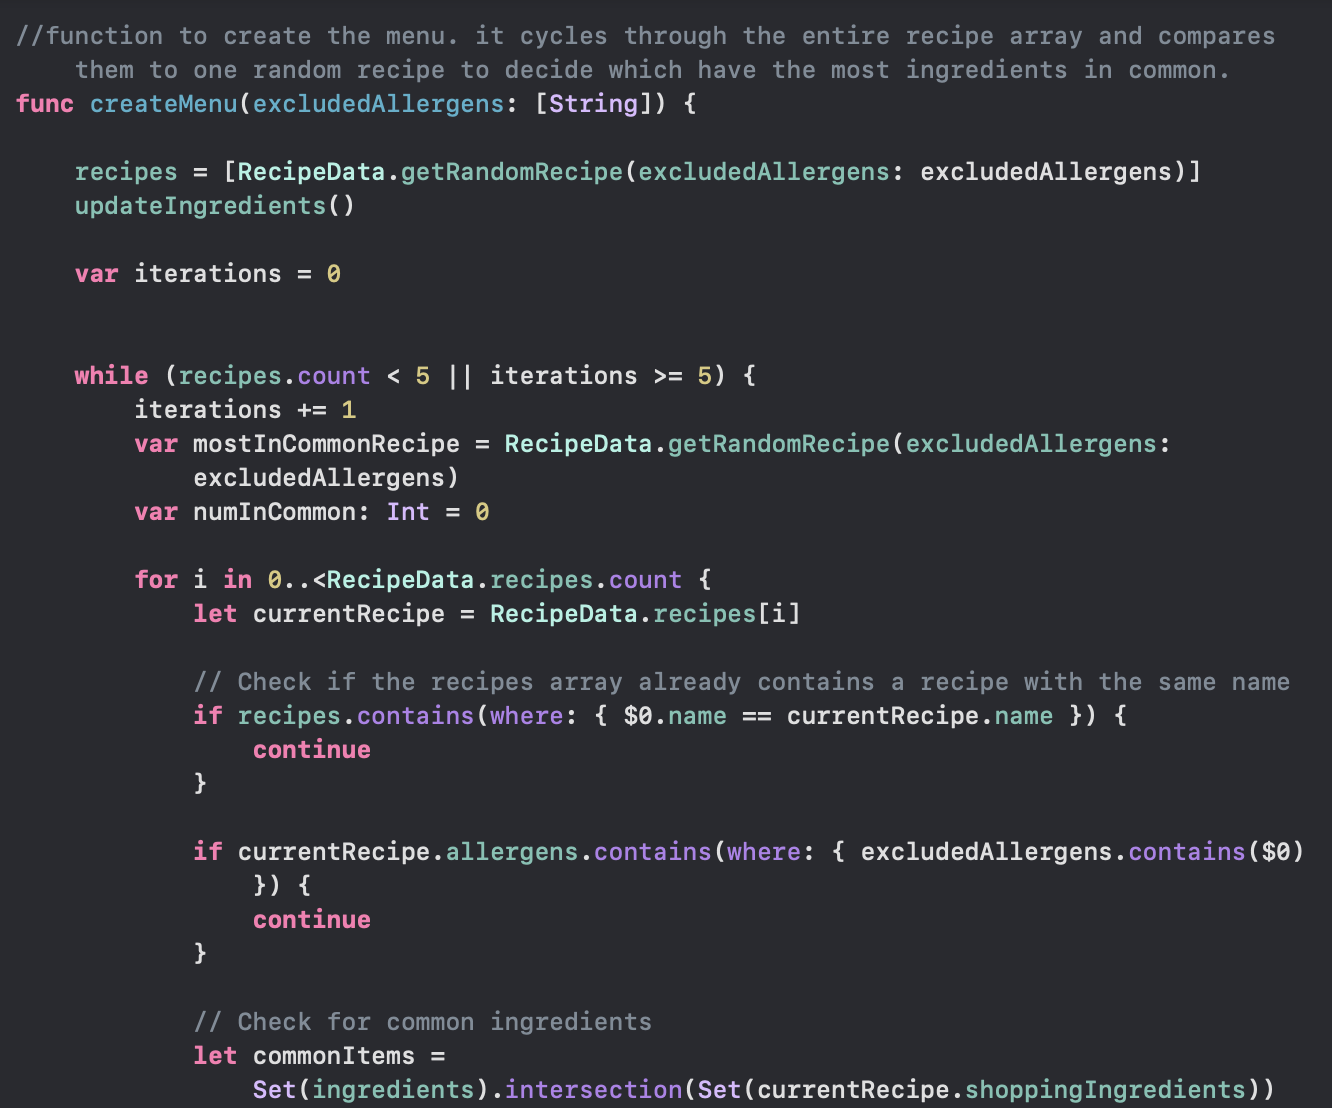 //function to create the menu. it cycles through the entire recipe array and compares
them to one random recipe to decide which have the most ingredients in common.
func createMenu(excludedAllergens: [String]) {
recipes = [RecipeData.getRandomRecipe(excludedAllergens: excludedAllergens)]
updateIngredients()
var iterations = 0
while (recipes.count < 5 || iterations >= 5) {
iterations += 1
var mostInCommonRecipe = RecipeData.getRandomRecipe(excludedAllergens:
excludedAllergens)
var numInCommon: Int = 0
for i in 0..<RecipeData.recipes.count {
let currentRecipe = RecipeData.recipes[i]
// Check if the recipes array already contains a recipe with the same name
if recipes.contains(where: { $0.name == currentRecipe.name }) {
continue
}
if currentRecipe.allergens.contains(where: { excludedAllergens.contains($0)
}) {
continue
}
// Check for common ingredients
let commonItems =
Set(ingredients).intersection(Set(currentRecipe.shoppingIngredients))